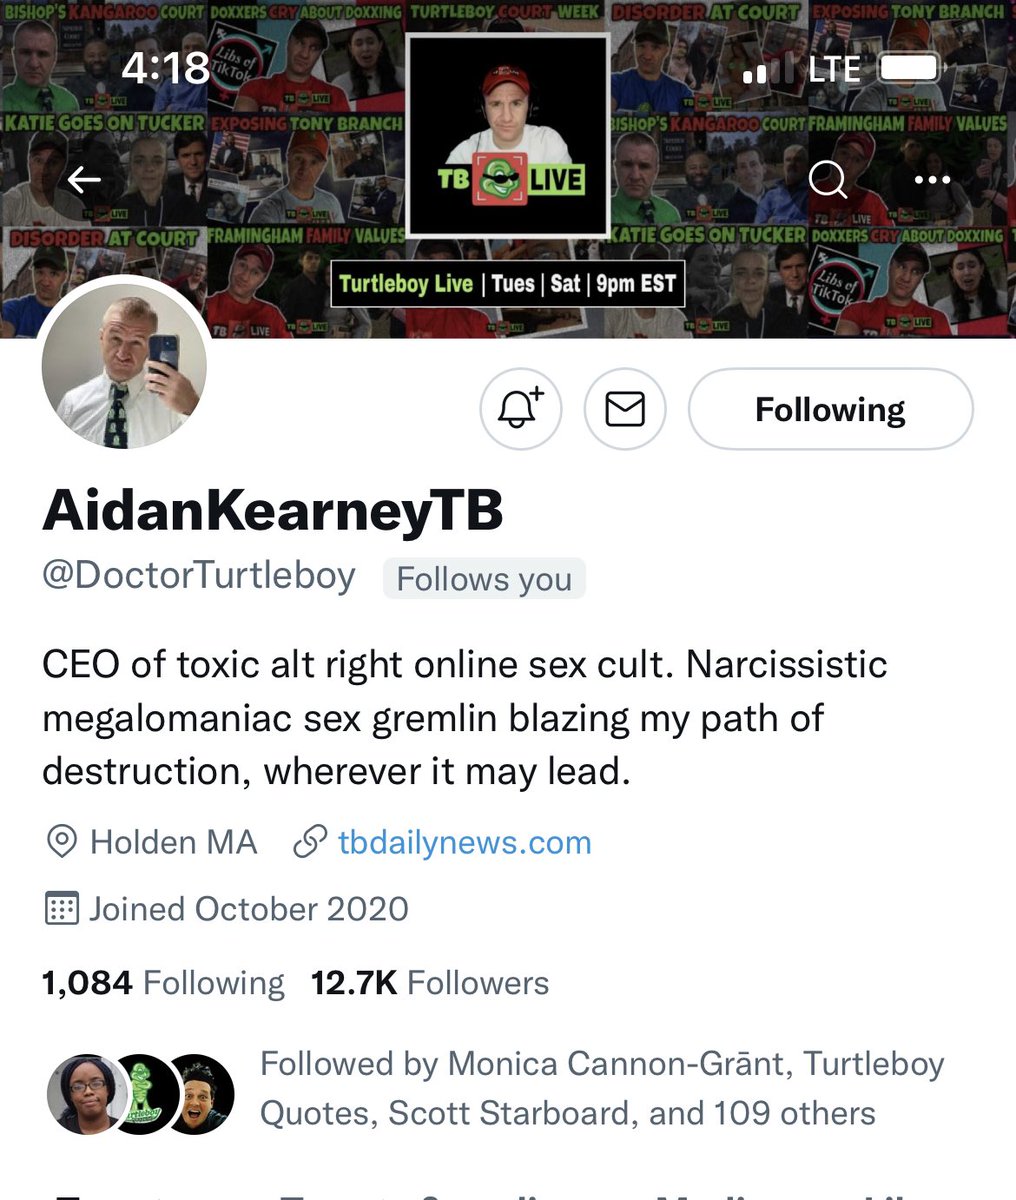 BISHOP'S KANGAROO COURT DOXXERS CRY ABOUT DOXXING TURTLEBOY COURT WEEK DISORDER AT COURT EXPOSING TONY BRANCH
4:18 LTE
Libs of TikTok
KATIE GOES ON TUCKER EXPOSING TONY BRANCH BISHOP'S KANGAROO COURT FRAMINGHAM FAMILY VALUES
TB LIVE
DISORDER AT COURT FRAMINGHAM FAMILY VALUES KATIE GOES ON TUCKER DOXXERS CRY ABOUT DOXXING
Turtleboy Live | Tues | Sat | 9pm EST
Libs of TikTok
TB LIVE
Following
AidanKearneyTB
@DoctorTurtleboy Follows you
CEO of toxic alt right online sex cult. Narcissistic
megalomaniac sex gremlin blazing my path of
destruction, wherever it may lead.
Holden MA tbdailynews.com
Joined October 2020
1,084 Following 12.7K Followers
Followed by Monica Cannon-Grānt, Turtleboy
Quotes, Scott Starboard, and 109 others